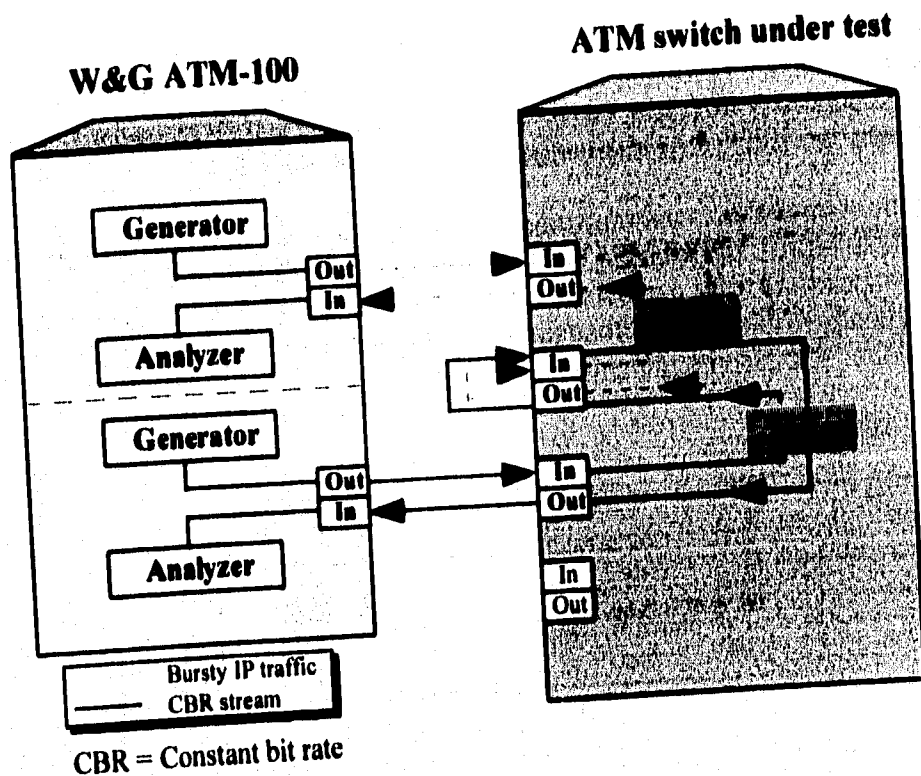 ATM switch under test
W&G ATM-100
Generator
Out
In
Analyzer
Generator
Out
In
Analyzer
In
Out
In
Out
In
Out
In
Out
Bursty IP traffic
CBR stream
CBR = Constant bit rate